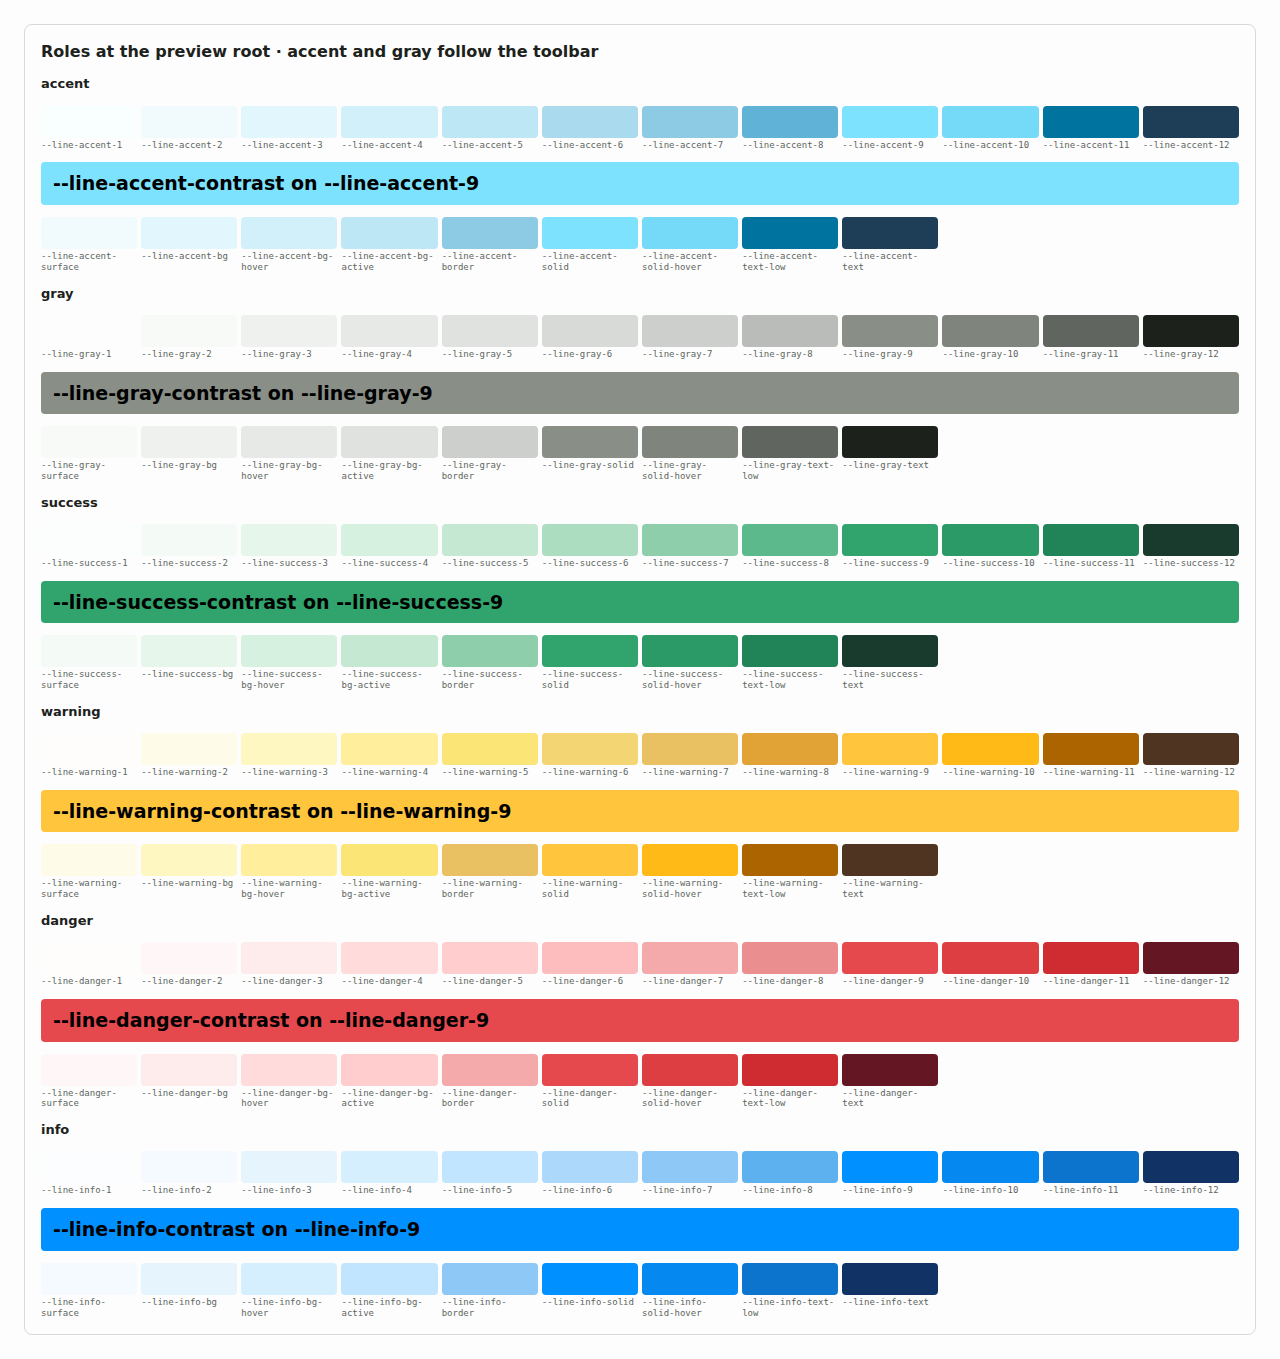 Roles at the preview root · accent and gray follow the toolbar
accent
--line-accent-1 --line-accent-2 --line-accent-3 --line-accent-4 --line-accent-5 --line-accent-6 --line-accent-7 --line-accent-8 --line-accent-9 --line-accent-10 --line-accent-11 --line-accent-12
--line-accent-contrast on --line-accent-9
--line-accent- --line-accent-bg --line-accent-bg- --line-accent-bg- --line-accent- --line-accent- --line-accent- --line-accent- --line-accent-
surface hover active border solid solid-hover text-low text
gray
--line-gray-1 --line-gray-2 --line-gray-3 --line-gray-4 --line-gray-5 --line-gray-6 --line-gray-7 --line-gray-8 --line-gray-9 --line-gray-10 --line-gray-11 --line-gray-12
--line-gray-contrast on --line-gray-9
--line-gray- --line-gray-bg --line-gray-bg- --line-gray-bg- --line-gray- --line-gray-solid --line-gray- --line-gray-text- --line-gray-text
surface hover active border solid-hover low
success
--line-success-1 --line-success-2 --line-success-3 --line-success-4 --line-success-5 --line-success-6 --line-success-7 --line-success-8 --line-success-9 --line-success-10 --line-success-11 --line-success-12
--line-success-contrast on --line-success-9
--line-success- --line-success-bg --line-success- --line-success- --line-success- --line-success- --line-success- --line-success- --line-success-
surface bg-hover bg-active border solid solid-hover text-low text
warning
--line-warning-1 --line-warning-2 --line-warning-3 --line-warning-4 --line-warning-5 --line-warning-6 --line-warning-7 --line-warning-8 --line-warning-9 --line-warning-10 --line-warning-11 --line-warning-12
--line-warning-contrast on --line-warning-9
--line-warning- --line-warning-bg --line-warning- --line-warning- --line-warning- --line-warning- --line-warning- --line-warning- --line-warning-
surface bg-hover bg-active border solid solid-hover text-low text
danger
--line-danger-1 --line-danger-2 --line-danger-3 --line-danger-4 --line-danger-5 --line-danger-6 --line-danger-7 --line-danger-8 --line-danger-9 --line-danger-10 --line-danger-11 --line-danger-12
--line-danger-contrast on --line-danger-9
--line-danger- --line-danger-bg --line-danger-bg- --line-danger-bg- --line-danger- --line-danger- --line-danger- --line-danger- --line-danger-
surface hover active border solid solid-hover text-low text
info
--line-info-1 --line-info-2 --line-info-3 --line-info-4 --line-info-5 --line-info-6 --line-info-7 --line-info-8 --line-info-9 --line-info-10 --line-info-11 --line-info-12
--line-info-contrast on --line-info-9
--line-info- --line-info-bg --line-info-bg- --line-info-bg- --line-info- --line-info-solid --line-info- --line-info-text- --line-info-text
surface hover active border solid-hover low